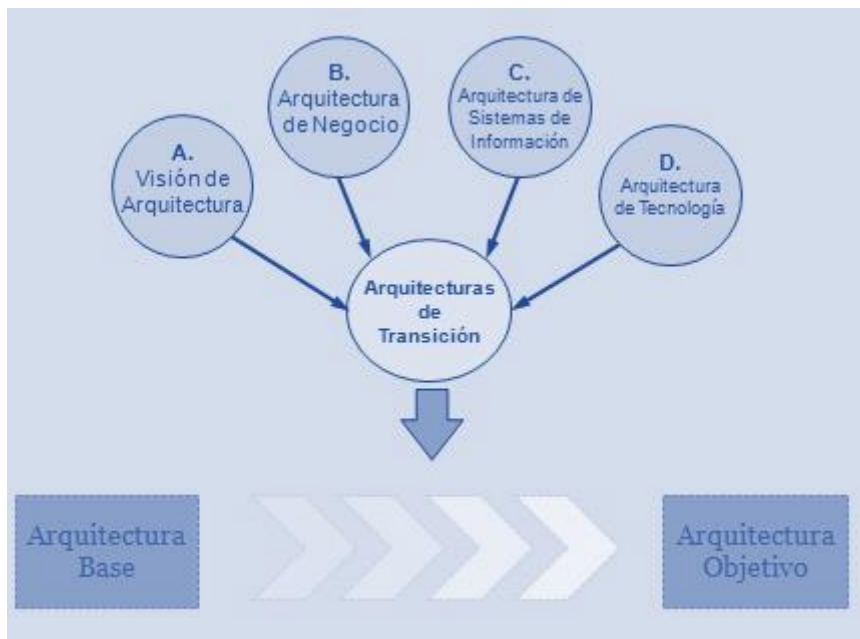 A.
Visión de
Arquitectura
B.
Arquitectura
de Negocio
C.
Arquitectura de
Sistemas de
Información
D.
Arquitectura
de Tecnología
Arquitecturas
de
Transición
Arquitectura
Base
Arquitectura
Objetivo